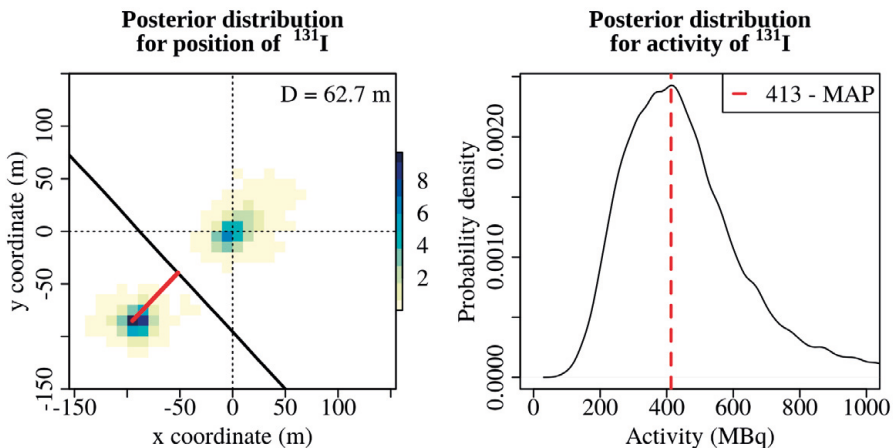 Posterior distribution
for position of ¹³¹I
D = 62.7 m
y coordinate (m)
100
50
0
-50
-150
-150
-50
0
50
x coordinate (m)
8
6
4
2
Posterior distribution
for activity of ¹³¹I
413 - MAP
Probability density
0.0020
0.0010
0.0000
0
200
400
600
800
1000
Activity (MBq)